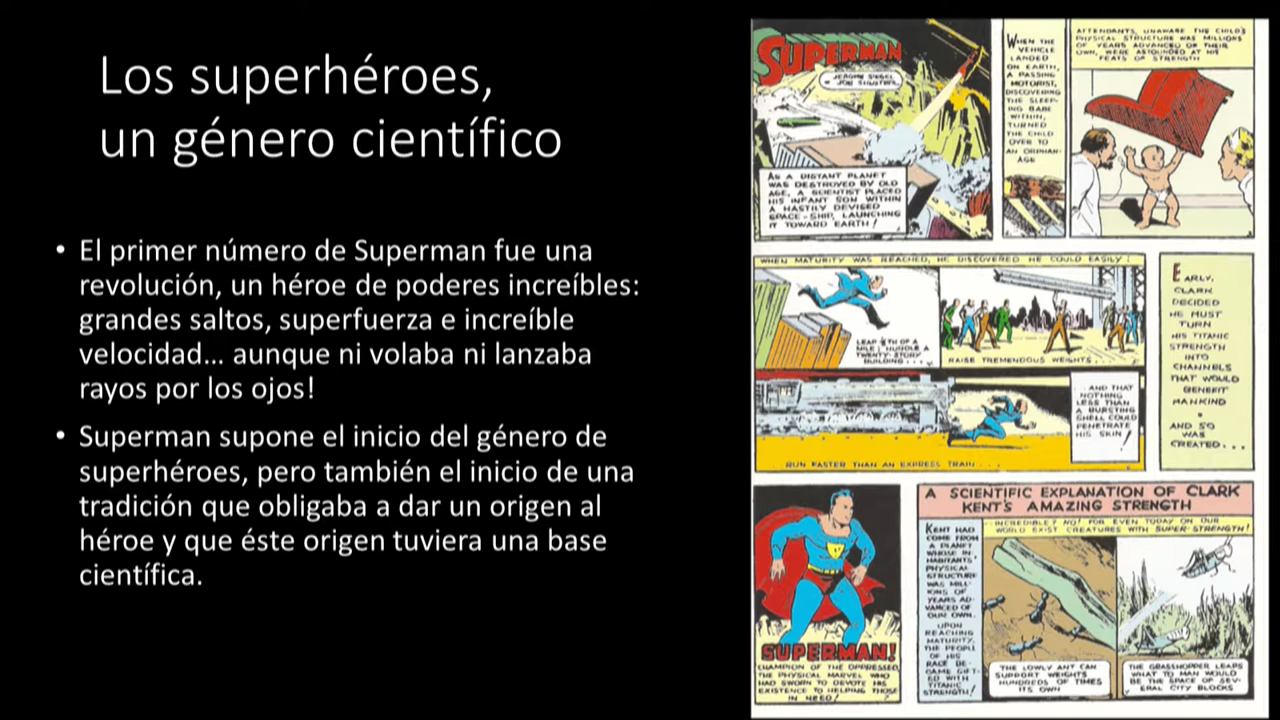 Los superhéroes,
un género científico
• El primer número de Superman fue una
revolución, un héroe de poderes increíbles:
grandes saltos, superfuerza e increíble
velocidad... aunque ni volaba ni lanzaba
rayos por los ojos!
• Superman supone el inicio del género de
superhéroes, pero también el inicio de una
tradición que obligaba a dar un origen al
héroe y que éste origen tuviera una base
científica.
SUPERMAN
JEROME SIEGEL
JOE SHUSTER
AS A DISTANT PLANET
WAS DESTROYED BY OLD
AGE, A SCIENTIST PLACED
HIS INFANT SON WITHIN
A HASTILY DEVISED
SPACE-SHIP, LAUNCHING
IT TOWARD EARTH!
WHEN THE
VEHICLE
LANDED
ON EARTH,
A PASSING
MOTORIST,
DISCOVERING
THE SLEEP-
ING BABE
WITHIN,
TURNED
THE CHILD
OVER TO
AN ORPHAN-
AGE
ATTENDANTS, UNAWARE THE CHILD'S
PHYSICAL STRUCTURE WAS MILLIONS
OF YEARS ADVANCED OF THEIR
OWN, WERE ASTOUNDED AT HIS
FEATS OF STRENGTH
WHEN MATURITY WAS REACHED, HE DISCOVERED HE COULD EASILY:
LEAP ⅛TH OF A
MILE; HURDLE A
TWENTY-STORY
BUILDING...
RAISE TREMENDOUS WEIGHTS...
RUN FASTER THAN AN EXPRESS TRAIN...
...AND THAT
NOTHING
LESS THAN
A BURSTING
SHELL COULD
PENETRATE
HIS SKIN!
EARLY,
CLARK
DECIDED
HE MUST
TURN
HIS TITANIC
STRENGTH
INTO
CHANNELS
THAT WOULD
BENEFIT
MANKIND
AND SO
WAS
CREATED...
SUPERMAN!
CHAMPION OF THE OPPRESSED,
THE PHYSICAL MARVEL WHO
HAD SWORN TO DEVOTE HIS
EXISTENCE TO HELPING THOSE
IN NEED!
A SCIENTIFIC EXPLANATION OF CLARK
KENT'S AMAZING STRENGTH
KENT HAD
COME FROM
A PLANET
WHOSE IN-
HABITANTS'
PHYSICAL
STRUCTURE
WAS MILL-
IONS OF
YEARS AD-
VANCED OF
OUR OWN.
UPON
REACHING
MATURITY,
THE PEOPLE
OF HIS
RACE BE-
CAME GIFT-
ED WITH
TITANIC
STRENGTH!
INCREDIBLE? NO! FOR EVEN TODAY ON OUR
WORLD EXIST CREATURES WITH SUPER-STRENGTH!
THE LOWLY ANT CAN
SUPPORT WEIGHTS
HUNDREDS OF TIMES
ITS OWN
THE GRASSHOPPER LEAPS
WHAT TO MAN WOULD
BE THE SPACE OF SEV-
ERAL CITY BLOCKS